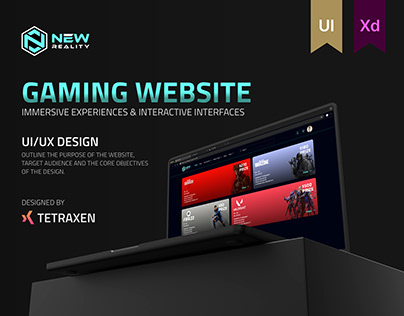 NEW
REALITY
UI
Xd
GAMING WEBSITE
IMMERSIVE EXPERIENCES & INTERACTIVE INTERFACES
UI/UX DESIGN
OUTLINE THE PURPOSE OF THE WEBSITE,
TARGET AUDIENCE AND THE CORE OBJECTIVES
OF THE DESIGN.
DESIGNED BY
TETRAXEN